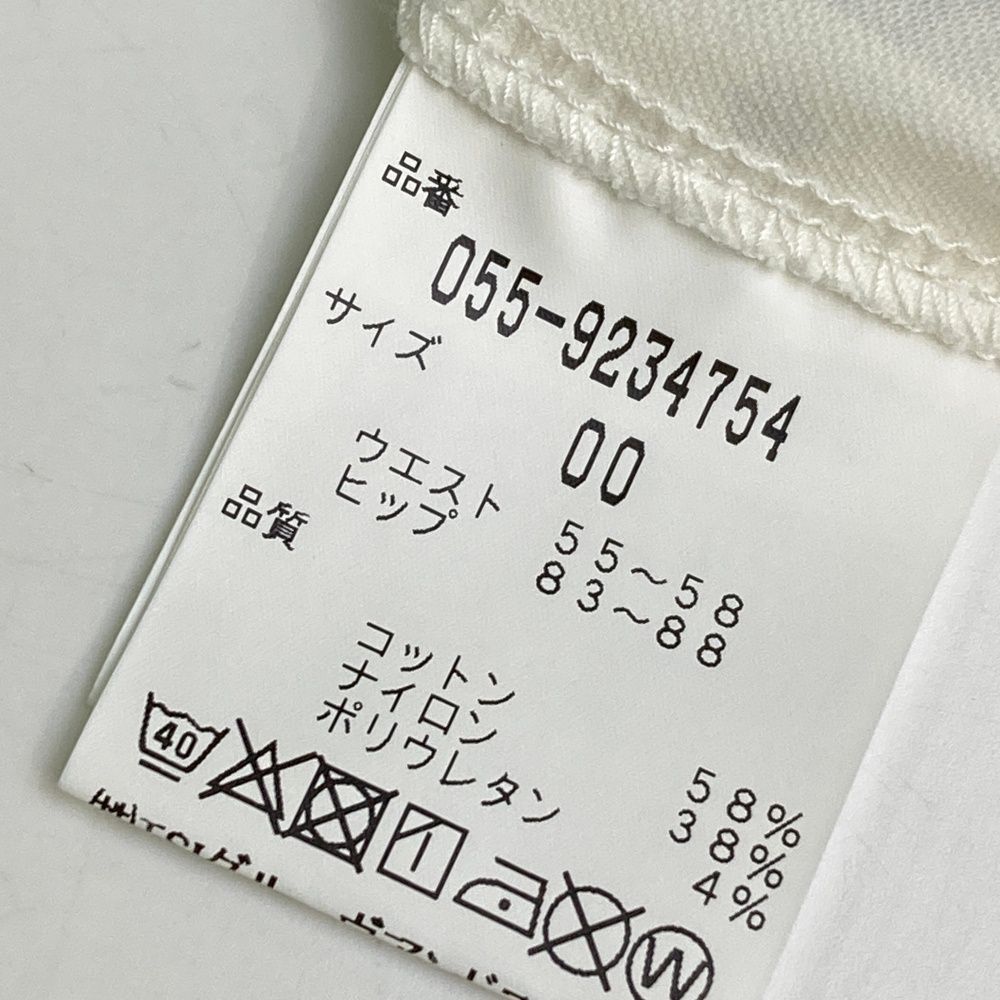 品番
055-9234754
サイズ
00
ウエスト 55～58
ヒップ 83～88
品質
コットン 58%
ナイロン 38%
ポリウレタン 4%
40
W